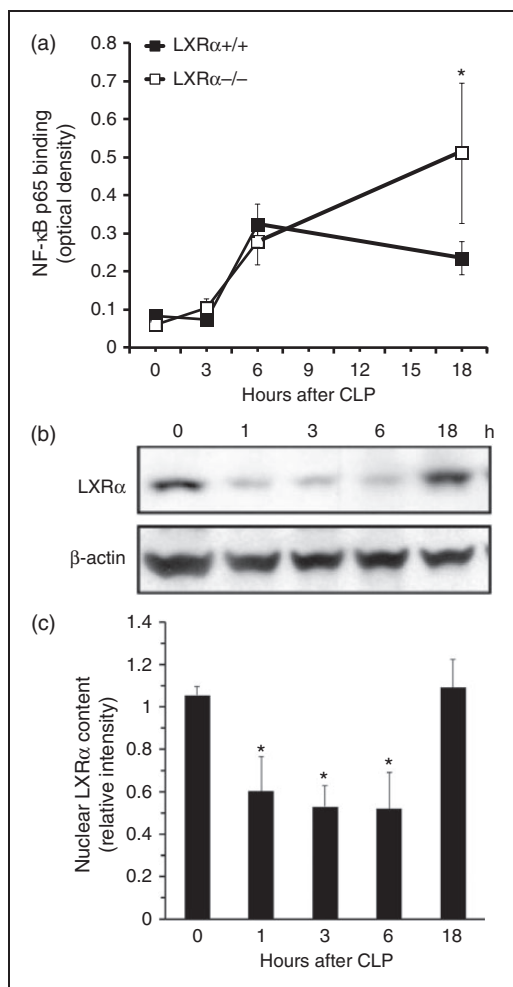 (a)
LXRα+/+
LXRα−/−
NF-κB p65 binding
(optical density)
0.8
0.7
0.6
0.5
0.4
0.3
0.2
0.1
0
*
0 3 6 9 12 15 18
Hours after CLP
(b)
0 1 3 6 18 h
LXRα
β-actin
(c)
Nuclear LXRα content
(relative intensity)
1.4
1.2
1
0.8
0.6
0.4
0.2
0
* * *
0 1 3 6 18
Hours after CLP